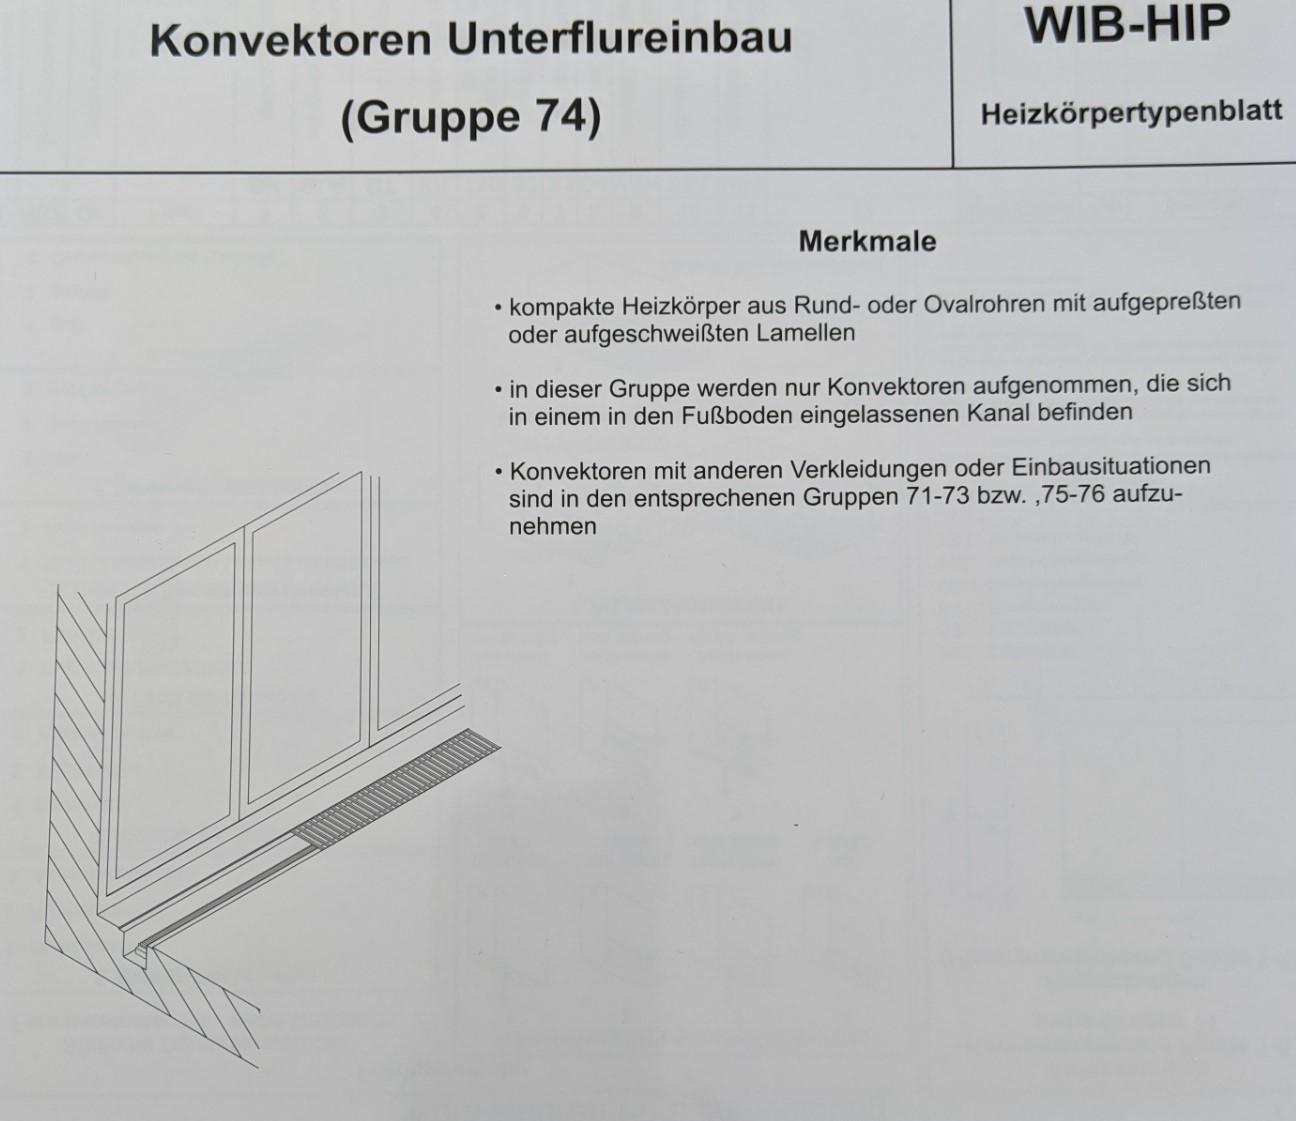 Konvektoren Unterflureinbau
(Gruppe 74)
WIB-HIP
Heizkörpertypenblatt
Merkmale
• kompakte Heizkörper aus Rund- oder Ovalrohren mit aufgepreßten
oder aufgeschweißten Lamellen
• in dieser Gruppe werden nur Konvektoren aufgenommen, die sich
in einem in den Fußboden eingelassenen Kanal befinden
• Konvektoren mit anderen Verkleidungen oder Einbausituationen
sind in den entsprechenen Gruppen 71-73 bzw. ,75-76 aufzu-
nehmen